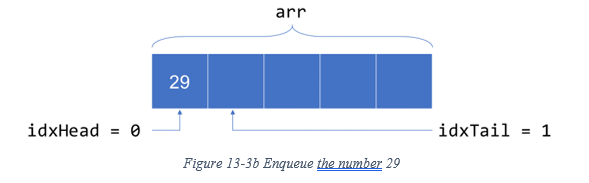 arr
29
idxHead = 0
idxTail = 1
Figure 13-3b Enqueue the number 29